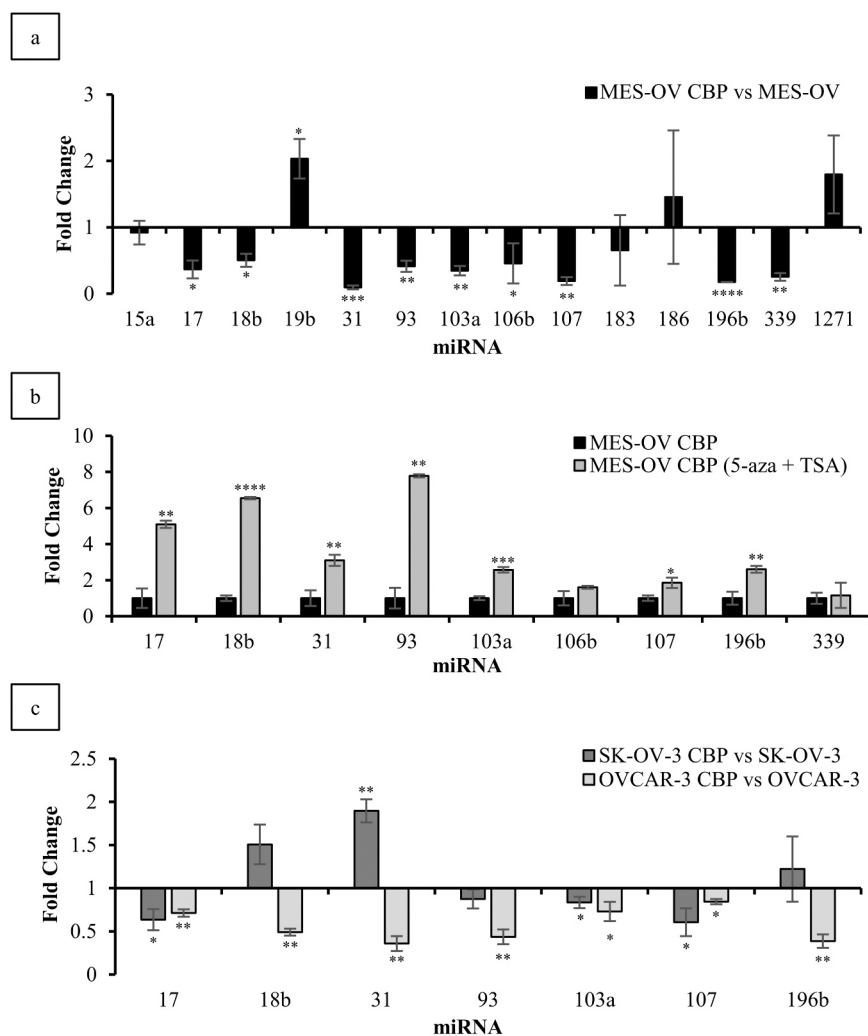 a
MES-OV CBP vs MES-OV
Fold Change
3
2
1
0
*
*
*
***
**
**
*
**
****
**
15a 17 18b 19b 31 93 103a 106b 107 183 186 196b 339 1271
miRNA
b
MES-OV CBP
MES-OV CBP (5-aza + TSA)
Fold Change
10
8
6
4
2
0
**
****
**
**
***
*
**
17 18b 31 93 103a 106b 107 196b 339
miRNA
c
SK-OV-3 CBP vs SK-OV-3
OVCAR-3 CBP vs OVCAR-3
Fold Change
2.5
2
1.5
1
0.5
0
*
**
**
**
**
**
*
*
*
*
**
17 18b 31 93 103a 107 196b
miRNA